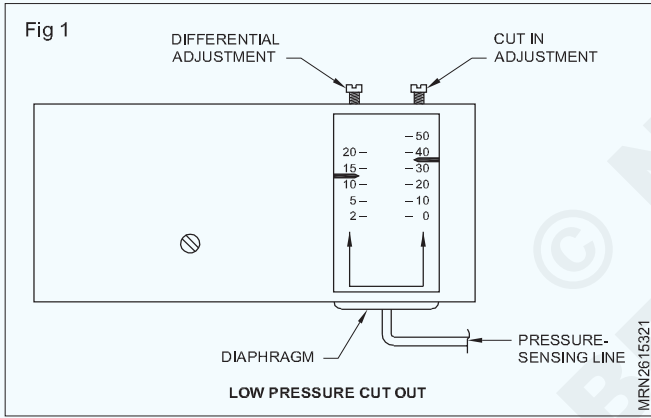 Fig 1
DIFFERENTIAL
ADJUSTMENT
CUT IN
ADJUSTMENT
– 50
20 –
– 40
15 –
– 30
10 –
– 20
5 –
– 10
2 –
– 0
DIAPHRAGM
PRESSURE-
SENSING LINE
LOW PRESSURE CUT OUT
MRN2615321
©